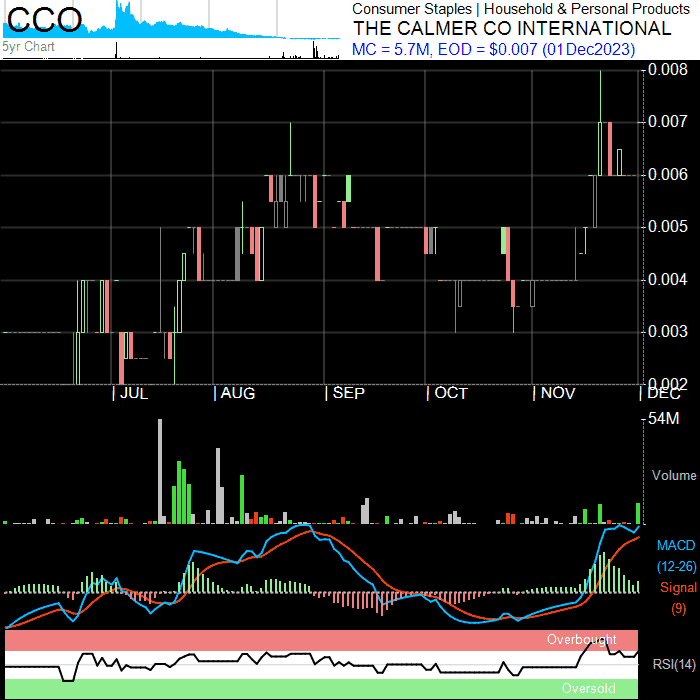 CCO
Consumer Staples | Household & Personal Products
THE CALMER CO INTERNATIONAL
MC = 5.7M, EOD = $0.007 (01Dec2023)
5yr Chart
0.008
0.007
0.006
0.005
0.004
0.003
0.002
| JUL | AUG | SEP | OCT | NOV | DEC
54M
Volume
MACD
(12-26)
Signal
(9)
Overbought
RSI(14)
Oversold